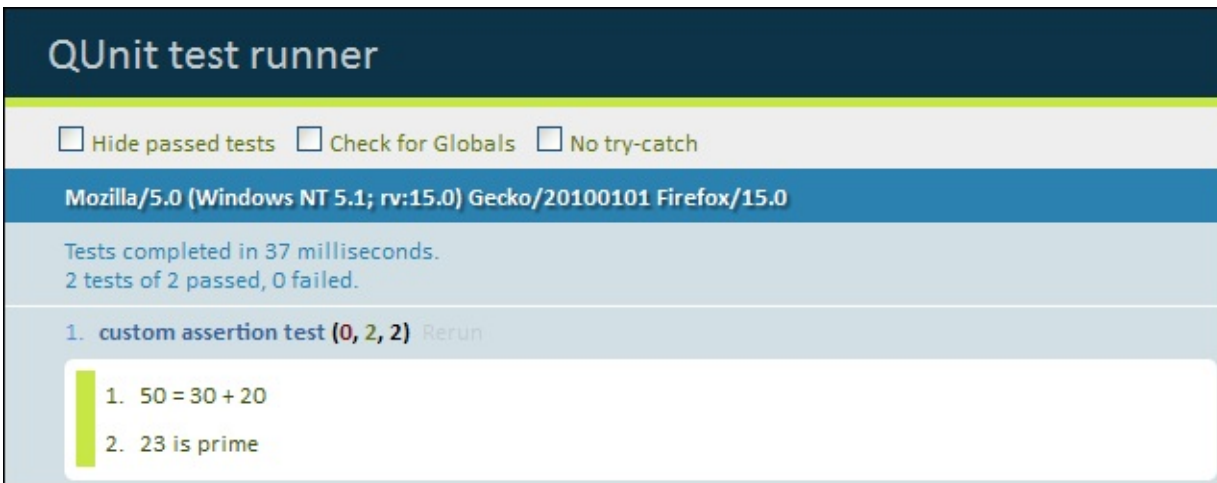 QUnit test runner
Hide passed tests Check for Globals No try-catch
Mozilla/5.0 (Windows NT 5.1; rv:15.0) Gecko/20100101 Firefox/15.0
Tests completed in 37 milliseconds.
2 tests of 2 passed, 0 failed.
1. custom assertion test (0, 2, 2) Rerun
1. 50 = 30 + 20
2. 23 is prime